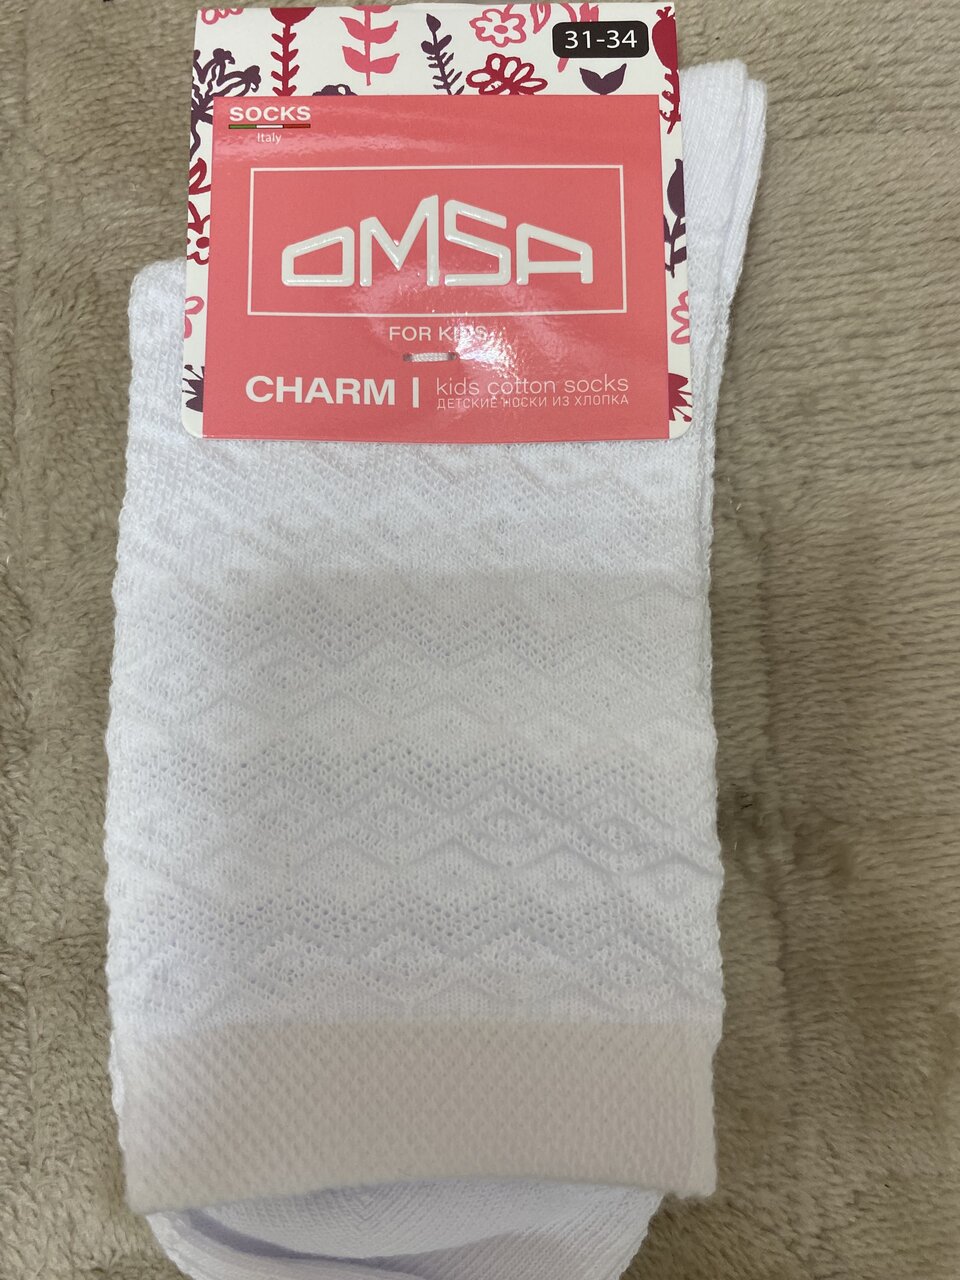 31-34
SOCKS
Italy
OMSA
FOR KIDS
CHARM | kids cotton socks
ДЕТСКИЕ НОСКИ ИЗ ХЛОПКА